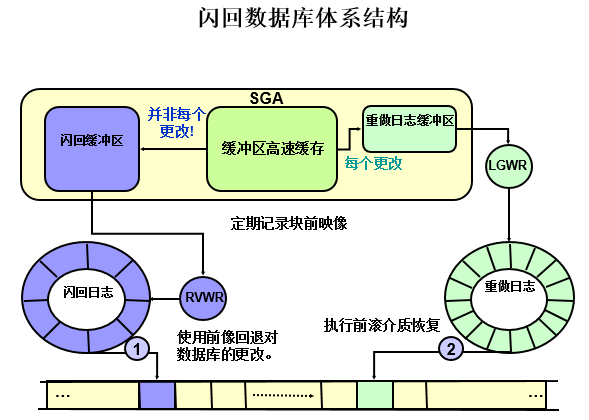 闪回数据库体系结构
SGA
并非每个
更改!
闪回缓冲区
缓冲区高速缓存
重做日志缓冲区
每个更改
LGWR
定期记录块前映像
闪回日志
RVWR
重做日志
使用前像回退对
数据库的更改。
执行前滚介质恢复
1
2
...
...